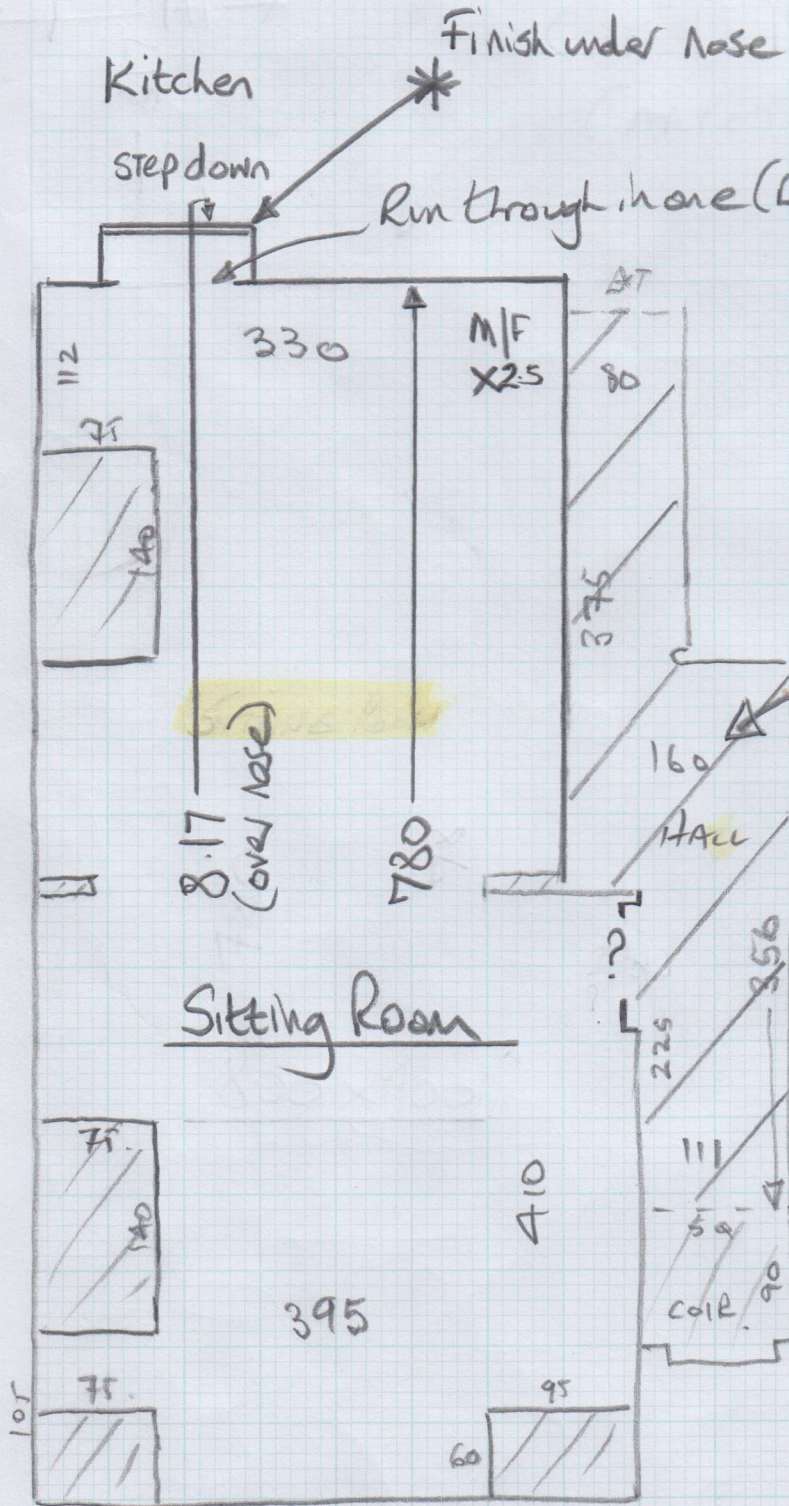 Finish under nose
Kitchen
step down
Run through in one (
330
M/F
X2.5
112
80
75
140
375
8.17
(over nose)
780
160
HALL
Sitting Room
356
225
75.
140
410
111
395
COIR.
90
105
75.
95
60